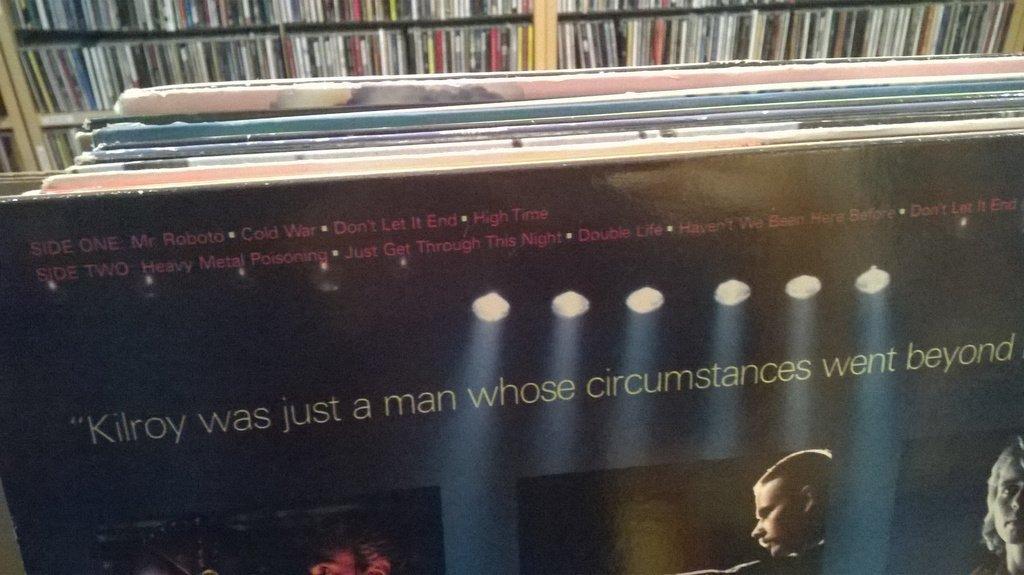 SIDE ONE: Mr. Roboto ▪ Cold War ▪ Don't Let It End ▪ High Time
SIDE TWO Heavy Metal Poisoning ▪ Just Get Through This Night ▪ Double Life ▪ Haven't We Been Here Before ▪ Don't Let It End
"Kilroy was just a man whose circumstances went beyond